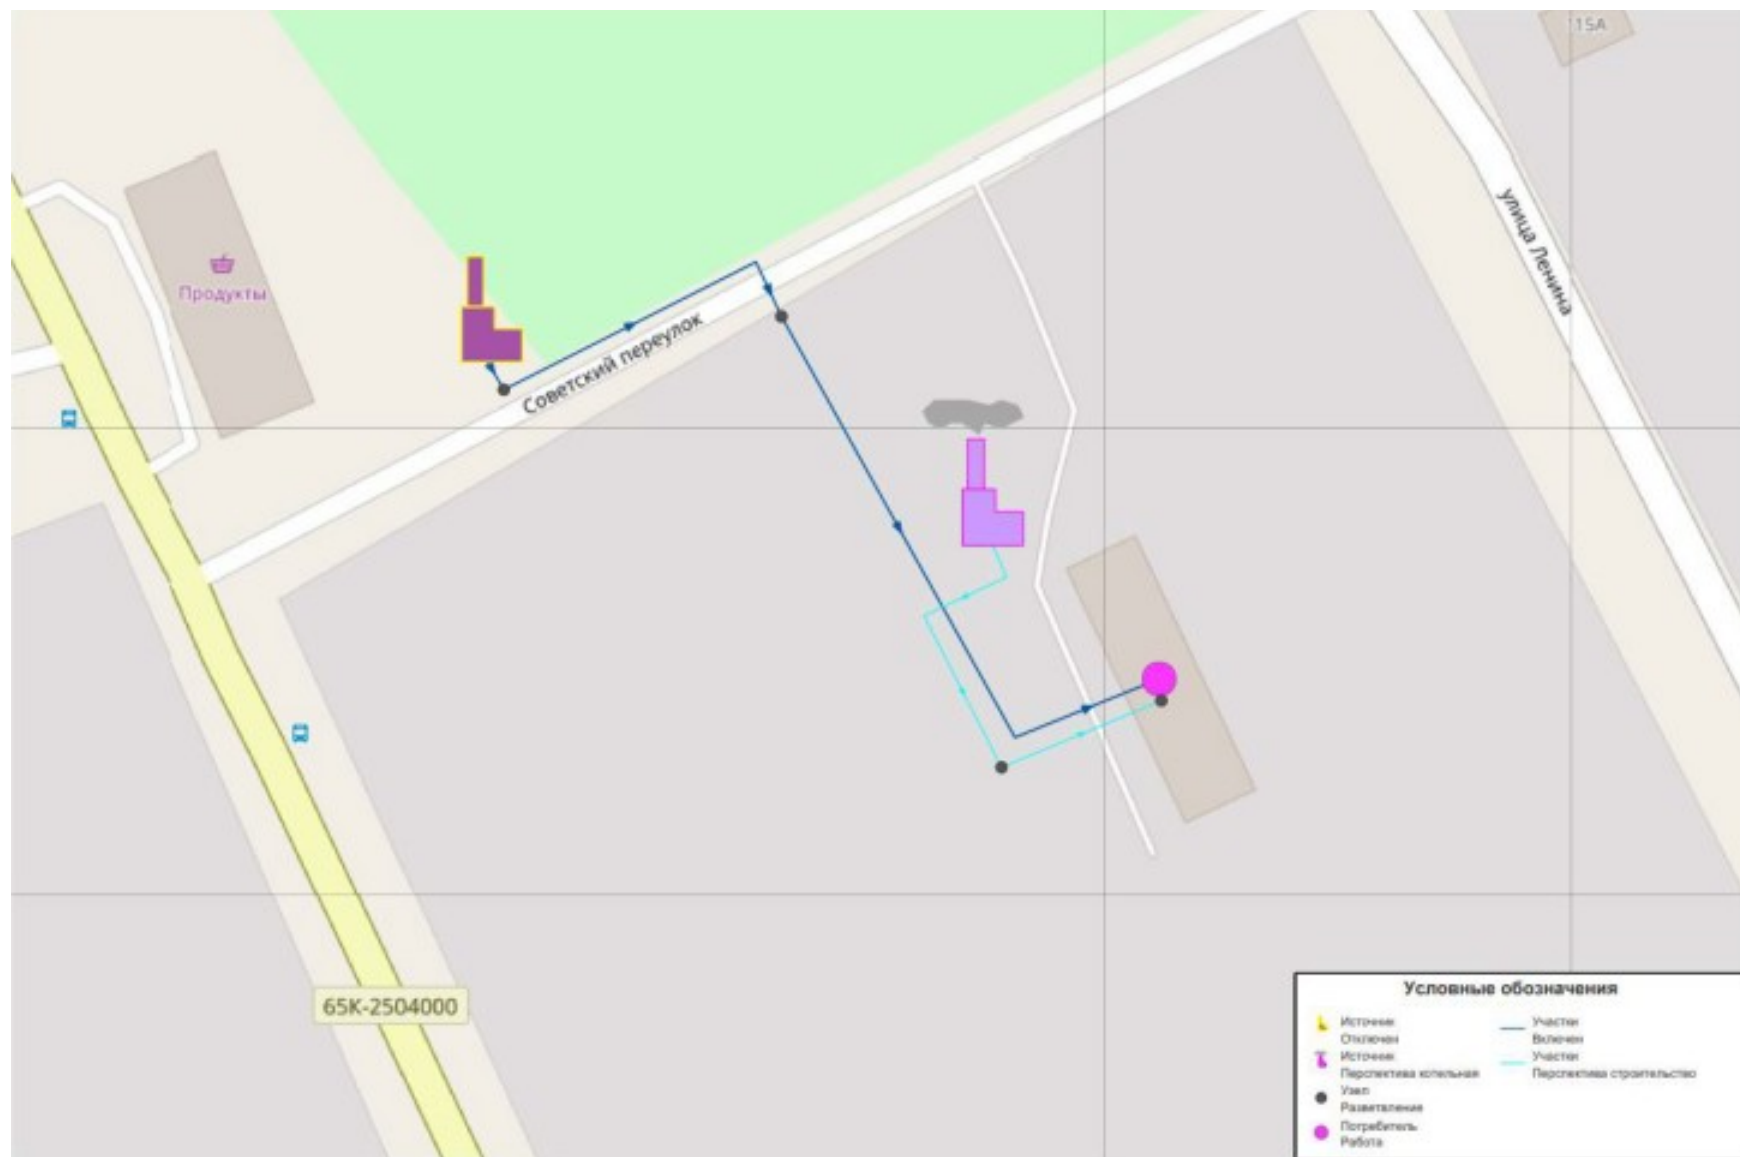 115А
улица Ленина
Продукты
Советский переулок
65К-2504000
Условные обозначения
Источник
Отключен
Источник
Перспектива котельная
Узел
Разветвление
Потребитель
Работа
Участки
Включен
Участки
Перспектива строительство